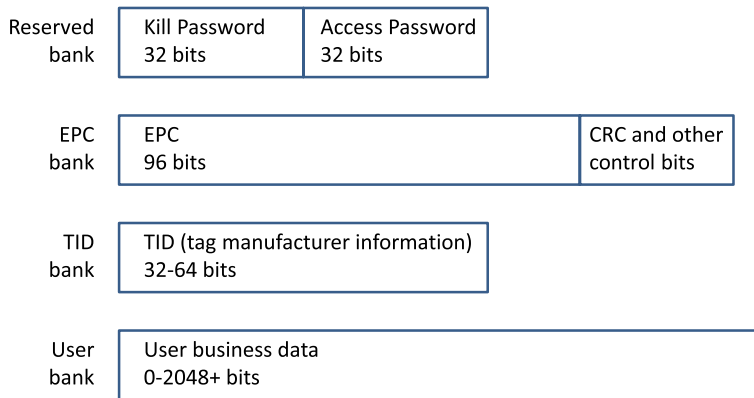 Reserved
bank
Kill Password
32 bits
Access Password
32 bits
EPC
bank
EPC
96 bits
CRC and other
control bits
TID
bank
TID (tag manufacturer information)
32-64 bits
User
bank
User business data
0-2048+ bits